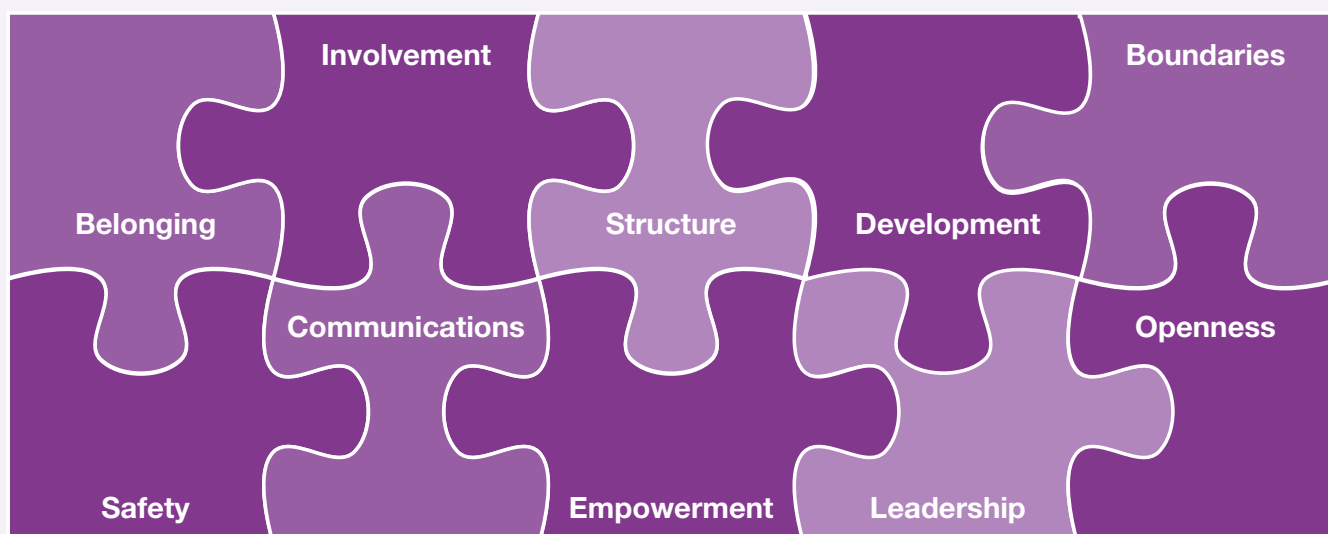 Involvement
Boundaries
Belonging
Structure
Development
Communications
Openness
Safety
Empowerment
Leadership